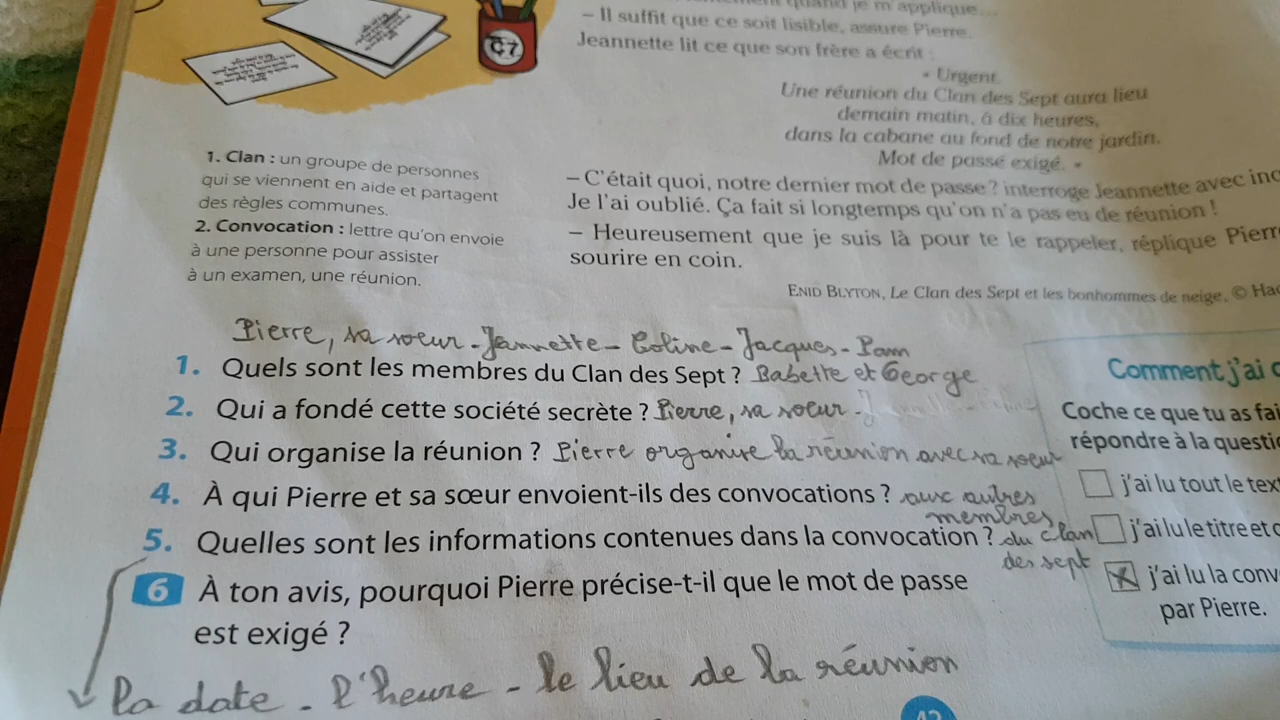 quand je m'applique...
– Il suffit que ce soit lisible, assure Pierre.
Jeannette lit ce que son frère a écrit :
« Urgent.
Une réunion du Clan des Sept aura lieu
demain matin, à dix heures,
dans la cabane au fond de notre jardin.
Mot de passe exigé. »
– C'était quoi, notre dernier mot de passe ? interroge Jeannette avec
Je l'ai oublié. Ça fait si longtemps qu'on n'a pas eu de réunion !
– Heureusement que je suis là pour te le rappeler, réplique
sourire en coin.
ENID BLYTON, Le Clan des Sept et les bonhommes de neige, ©
C7
1. Clan : un groupe de personnes
qui se viennent en aide et partagent
des règles communes.
2. Convocation : lettre qu'on envoie
à une personne pour assister
à un examen, une réunion.
Pierre, sa soeur - Jeannette - Coline - Jacques - Pam
1. Quels sont les membres du Clan des Sept ? Babette et George
2. Qui a fondé cette société secrète ? Pierre, sa soeur -
3. Qui organise la réunion ? Pierre organise la réunion avec sa soeur
4. À qui Pierre et sa sœur envoient-ils des convocations ? aux autres
membres
5. Quelles sont les informations contenues dans la convocation ? du clan
des sept
6 À ton avis, pourquoi Pierre précise-t-il que le mot de passe
est exigé ?
la date - l'heure - le lieu de la réunion
Comment j'ai
Coche ce que tu as
répondre à la
j'ai lu tout le
j'ai lu le titre et
j'ai lu la
par Pierre.